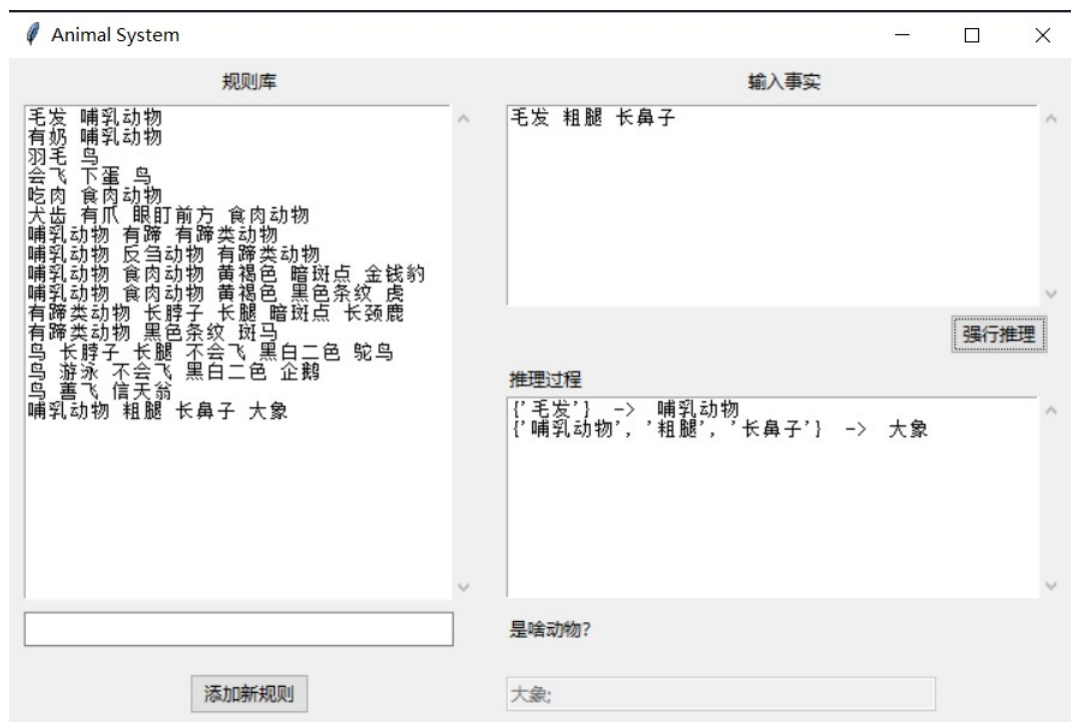 Animal System
规则库
毛发 哺乳动物
有奶 哺乳动物
羽毛 鸟
会飞 下蛋 鸟
吃肉 食肉动物
犬齿 有爪 眼盯前方 食肉动物
哺乳动物 有蹄 有蹄类动物
哺乳动物 反刍动物 有蹄类动物
哺乳动物 食肉动物 黄褐色 暗斑点 金钱豹
哺乳动物 食肉动物 黄褐色 黑色条纹 虎
有蹄类动物 长脖子 长腿 暗斑点 长颈鹿
有蹄类动物 黑色条纹 斑马
鸟 长脖子 长腿 不会飞 黑白二色 鸵鸟
鸟 游泳 不会飞 黑白二色 企鹅
鸟 善飞 信天翁
哺乳动物 粗腿 长鼻子 大象
添加新规则
输入事实
毛发 粗腿 长鼻子
强行推理
推理过程
{'毛发'} -> 哺乳动物
{'哺乳动物', '粗腿', '长鼻子'} -> 大象
是啥动物?
大象;